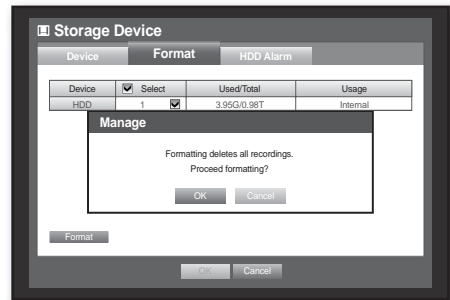 Storage Device
Device Format HDD Alarm
Device Select Used/Total Usage
HDD 1 3.95G/0.98T Internal
Manage
Formatting deletes all recordings.
Proceed formatting?
OK Cancel
Format
OK Cancel